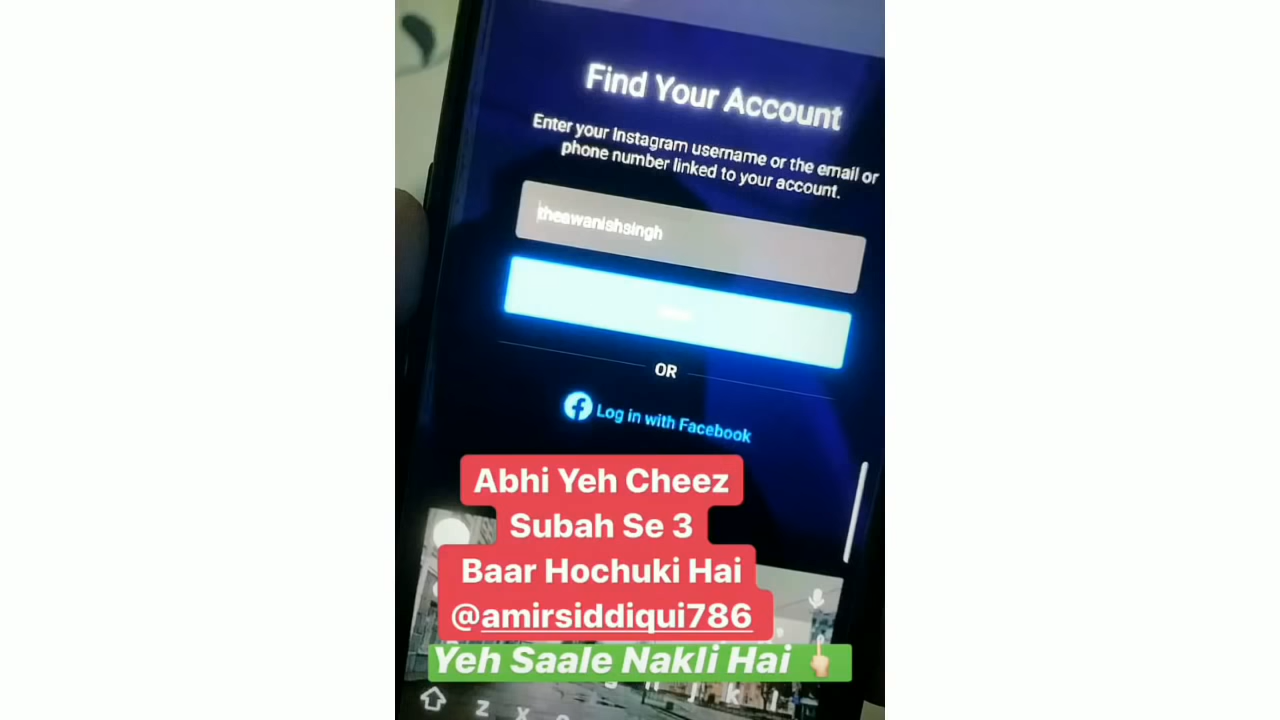 Find Your Account
Enter your Instagram username or the email or
phone number linked to your account.
theawanishsingh
OR
Log in with Facebook
Abhi Yeh Cheez
Subah Se 3
Baar Hochuki Hai
@amirsiddiqui786
Yeh Saale Nakli Hai
z x